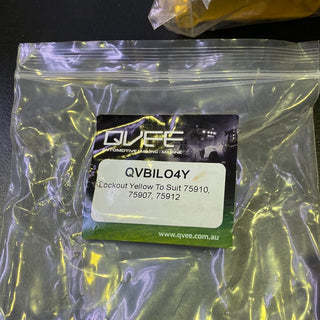 QVEE
AUTOMOTIVE | MINING | MARINE
QVBILO4Y
Lockout Yellow To Suit 75910,
75907, 75912
www.qvee.com.au